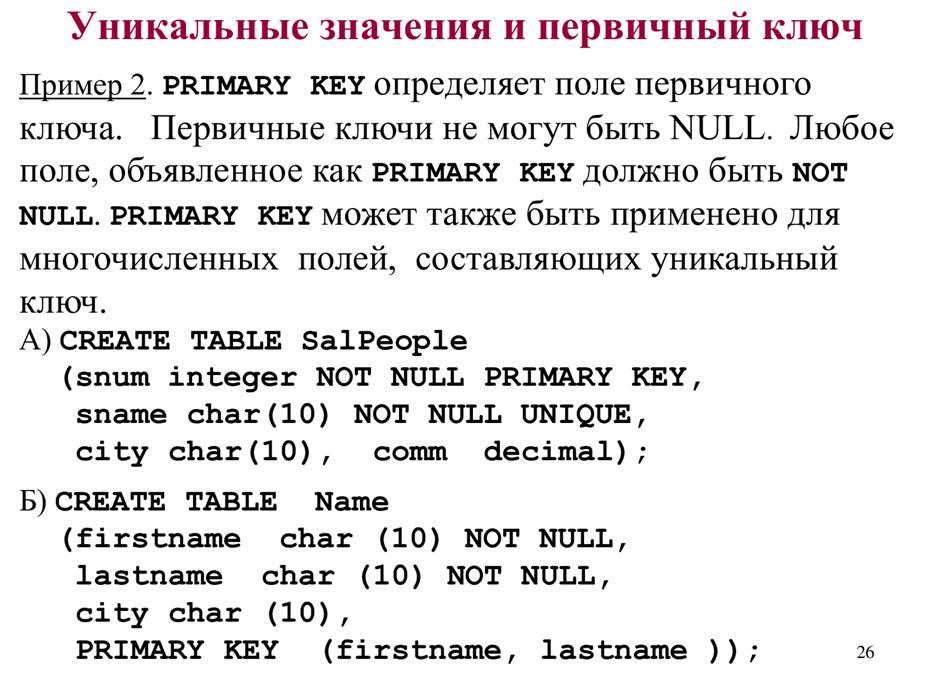 Уникальные значения и первичный ключ
Пример 2. PRIMARY KEY определяет поле первичного
ключа. Первичные ключи не могут быть NULL. Любое
поле, объявленное как PRIMARY KEY должно быть NOT
NULL. PRIMARY KEY может также быть применено для
многочисленных полей, составляющих уникальный
ключ.
А) CREATE TABLE SalPeople
(snum integer NOT NULL PRIMARY KEY,
sname char(10) NOT NULL UNIQUE,
city char(10), comm decimal);
Б) CREATE TABLE Name
(firstname char (10) NOT NULL,
lastname char (10) NOT NULL,
city char (10),
PRIMARY KEY (firstname, lastname ));
26